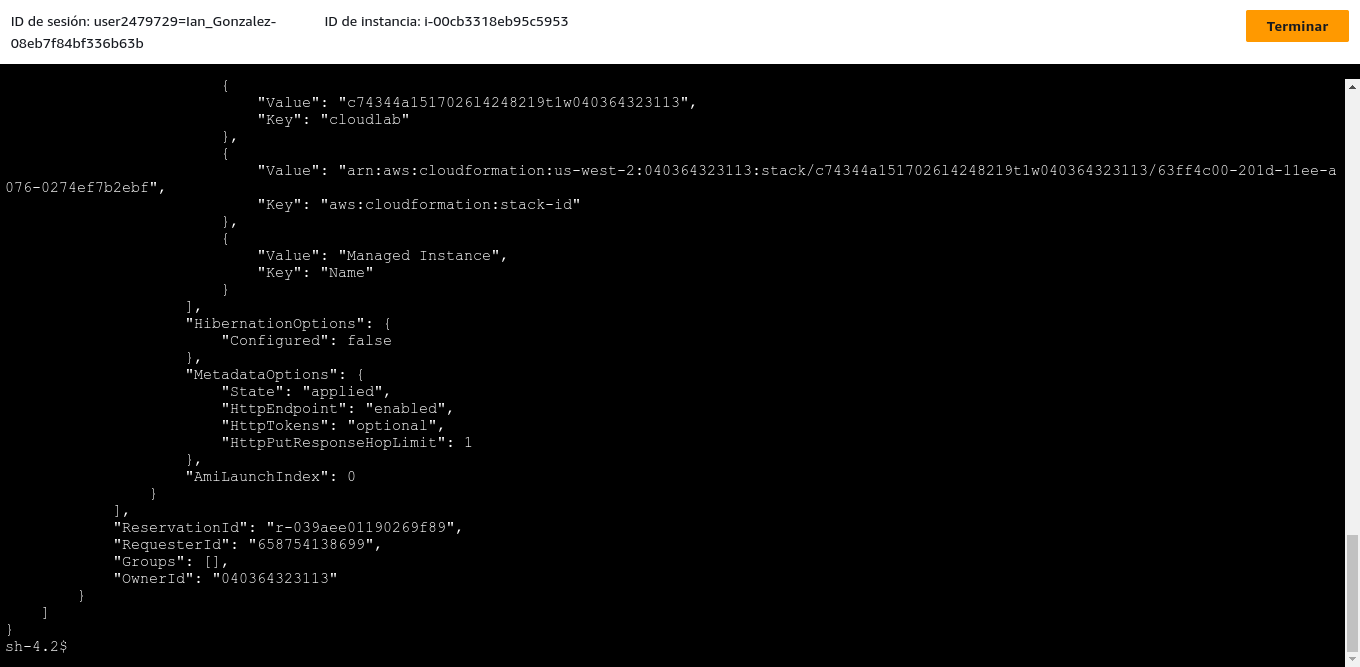 ID de sesión: user2479729=Ian_Gonzalez-
08eb7f84bf336b63b
ID de instancia: i-00cb3318eb95c5953
Terminar
{
"Value": "c74344a151702614248219t1w040364323113",
"Key": "cloudlab"
},
{
"Value": "arn:aws:cloudformation:us-west-2:040364323113:stack/c74344a151702614248219t1w040364323113/63ff4c00-201d-11ee-a
076-0274ef7b2ebf",
"Key": "aws:cloudformation:stack-id"
},
{
"Value": "Managed Instance",
"Key": "Name"
}
],
"HibernationOptions": {
"Configured": false
},
"MetadataOptions": {
"State": "applied",
"HttpEndpoint": "enabled",
"HttpTokens": "optional",
"HttpPutResponseHopLimit": 1
},
"AmiLaunchIndex": 0
}
],
"ReservationId": "r-039aee01190269f89",
"RequesterId": "658754138699",
"Groups": [],
"OwnerId": "040364323113"
}
]
}
sh-4.2$